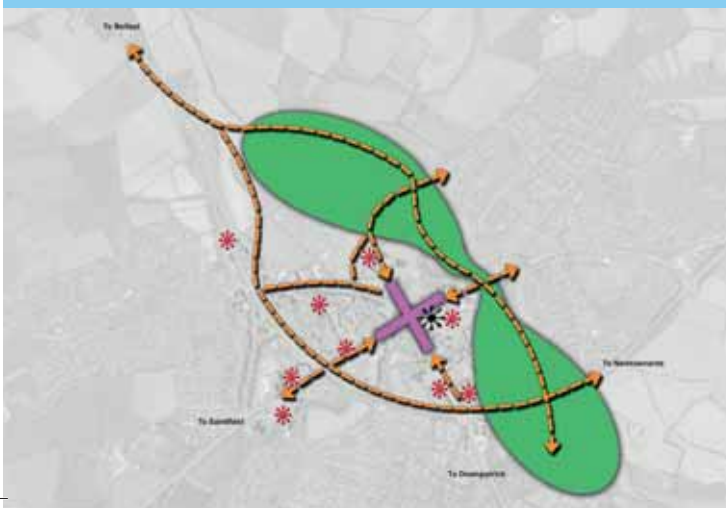 To Belfast
To Newtownards
To Saintfield
To Downpatrick